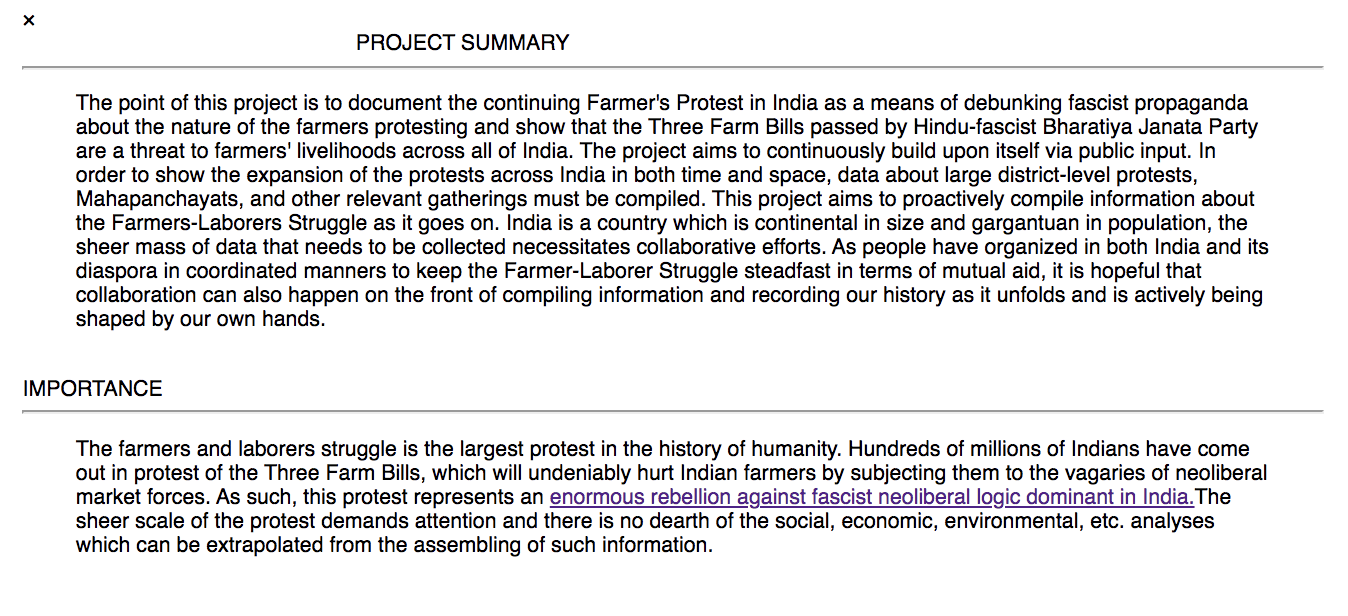 ×
PROJECT SUMMARY
The point of this project is to document the continuing Farmer's Protest in India as a means of debunking fascist propaganda
about the nature of the farmers protesting and show that the Three Farm Bills passed by Hindu-fascist Bharatiya Janata Party
are a threat to farmers' livelihoods across all of India. The project aims to continuously build upon itself via public input. In
order to show the expansion of the protests across India in both time and space, data about large district-level protests,
Mahapanchayats, and other relevant gatherings must be compiled. This project aims to proactively compile information about
the Farmers-Laborers Struggle as it goes on. India is a country which is continental in size and gargantuan in population, the
sheer mass of data that needs to be collected necessitates collaborative efforts. As people have organized in both India and its
diaspora in coordinated manners to keep the Farmer-Laborer Struggle steadfast in terms of mutual aid, it is hopeful that
collaboration can also happen on the front of compiling information and recording our history as it unfolds and is actively being
shaped by our own hands.
IMPORTANCE
The farmers and laborers struggle is the largest protest in the history of humanity. Hundreds of millions of Indians have come
out in protest of the Three Farm Bills, which will undeniably hurt Indian farmers by subjecting them to the vagaries of neoliberal
market forces. As such, this protest represents an enormous rebellion against fascist neoliberal logic dominant in India.The
sheer scale of the protest demands attention and there is no dearth of the social, economic, environmental, etc. analyses
which can be extrapolated from the assembling of such information.